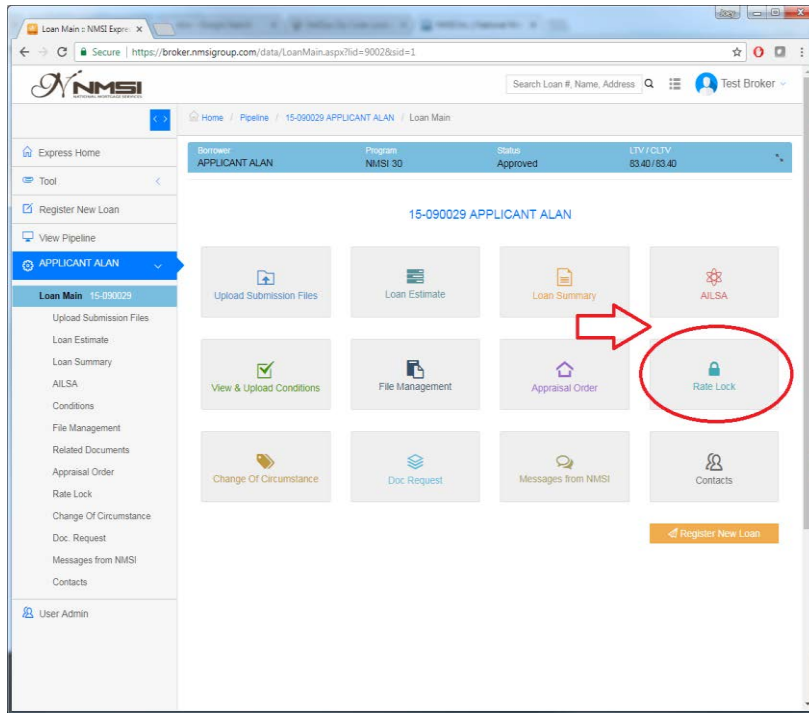 Joey
Loan Main :: NMSI Expre
Secure | https://broker.nmsigroup.com/data/LoanMain.aspx?lid=9002&sid=1
NMSI
NATIONAL MORTGAGE SERVICES
Search Loan #, Name, Address
Test Broker
Home / Pipeline / 15-090029 APPLICANT ALAN / Loan Main
Express Home
Tool
Register New Loan
View Pipeline
APPLICANT ALAN
Loan Main 15-090029
Upload Submission Files
Loan Estimate
Loan Summary
AILSA
Conditions
File Management
Related Documents
Appraisal Order
Rate Lock
Change Of Circumstance
Doc. Request
Messages from NMSI
Contacts
User Admin
Borrower Program Status LTV / CLTV
APPLICANT ALAN NMSI 30 Approved 83.40 / 83.40
15-090029 APPLICANT ALAN
Upload Submission Files Loan Estimate Loan Summary AILSA
View & Upload Conditions File Management Appraisal Order Rate Lock
Change Of Circumstance Doc Request Messages from NMSI Contacts
Register New Loan